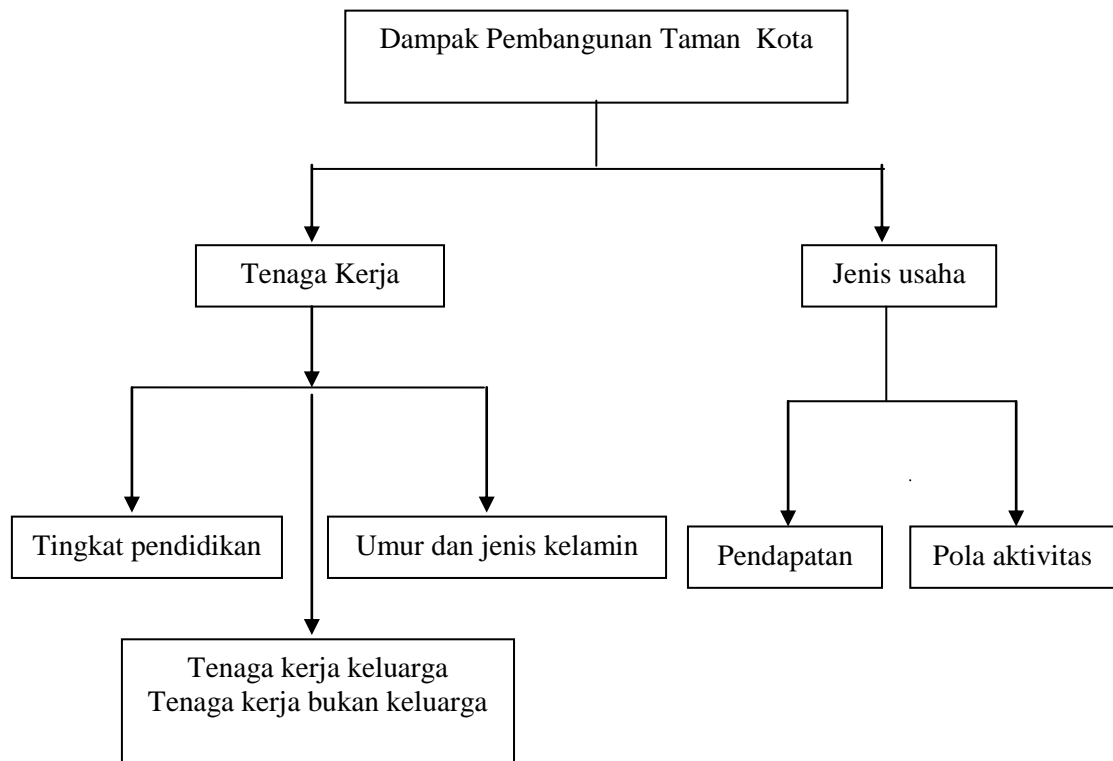 Dampak Pembangunan Taman Kota
Tenaga Kerja
Jenis usaha
Tingkat pendidikan
Umur dan jenis kelamin
Pendapatan
Pola aktivitas
Tenaga kerja keluarga
Tenaga kerja bukan keluarga